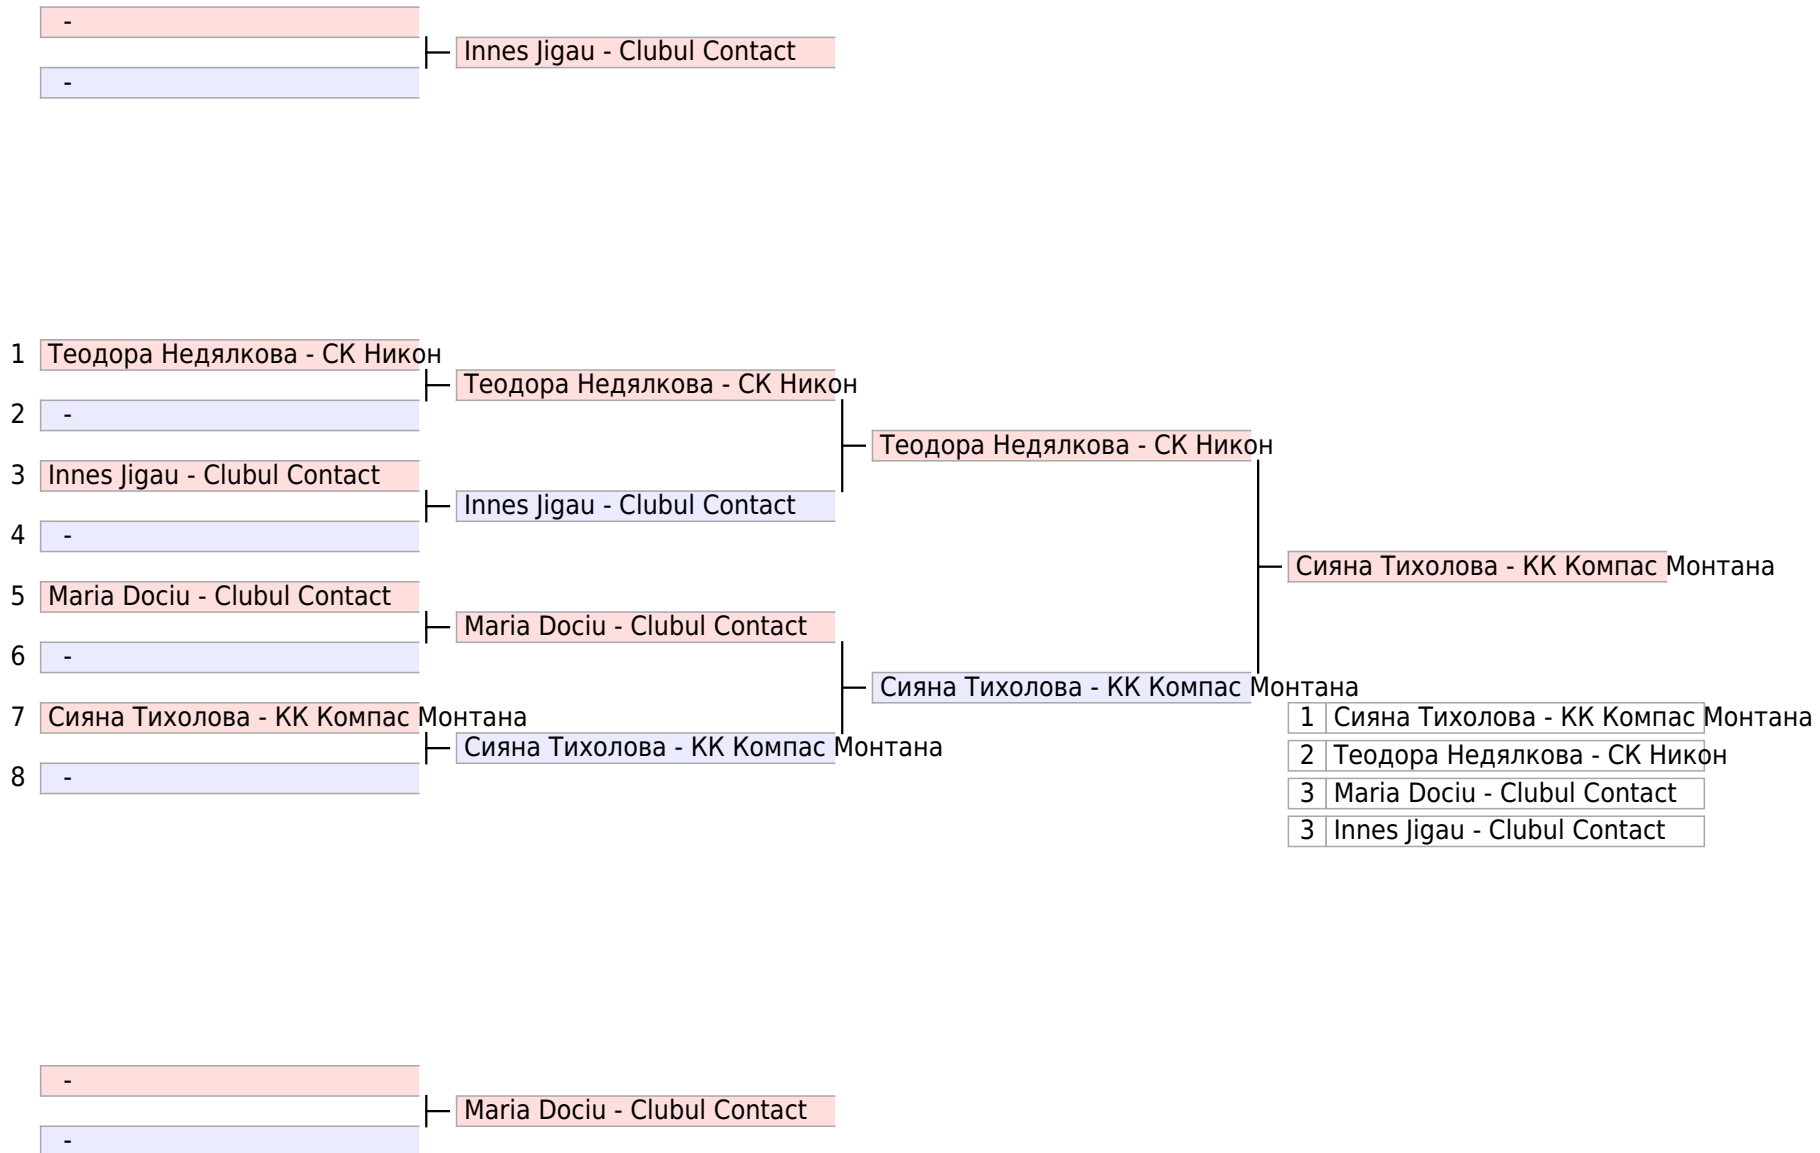 -
Innes Jigau - Clubul Contact
-
1 Теодора Недялкова - СК Никон
Теодора Недялкова - СК Никон
2 -
Теодора Недялкова - СК Никон
3 Innes Jigau - Clubul Contact
Innes Jigau - Clubul Contact
4 -
Сияна Тихолова - КК Компас Монтана
5 Maria Dociu - Clubul Contact
Maria Dociu - Clubul Contact
6 -
Сияна Тихолова - КК Компас Монтана
7 Сияна Тихолова - КК Компас Монтана
1 Сияна Тихолова - КК Компас Монтана
Сияна Тихолова - КК Компас Монтана
2 Теодора Недялкова - СК Никон
8 -
3 Maria Dociu - Clubul Contact
3 Innes Jigau - Clubul Contact
-
Maria Dociu - Clubul Contact
-